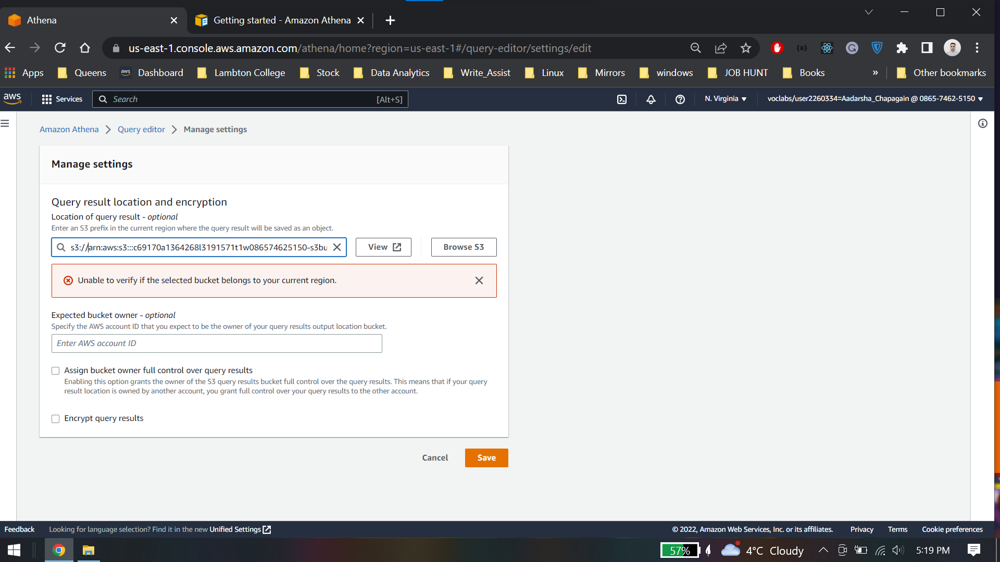 Athena
Getting started - Amazon Athena
us-east-1.console.aws.amazon.com/athena/home?region=us-east-1#/query-editor/settings/edit
Apps
Queens
aws
Dashboard
Lambton College
Stock
Data Analytics
Write_Assist
Linux
Mirrors
windows
JOB HUNT
Books
»
Other bookmarks
aws
Services
Search
[Alt+S]
N. Virginia
voclabs/user2260334=Aadarsha_Chapagain @ 0865-7462-5150
Amazon Athena
Query editor
Manage settings
Manage settings
Query result location and encryption
Location of query result - optional
Enter an S3 prefix in the current region where the query result will be saved as an object.
s3://arn:aws:s3:::c69170a1364268l3191571t1w086574625150-s3bu
View
Browse S3
Unable to verify if the selected bucket belongs to your current region.
Expected bucket owner - optional
Specify the AWS account ID that you expect to be the owner of your query results output location bucket.
Enter AWS account ID
Assign bucket owner full control over query results
Enabling this option grants the owner of the S3 query results bucket full control over the query results. This means that if your query
result location is owned by another account, you grant full control over your query results to the other account.
Encrypt query results
Cancel
Save
Feedback
Looking for language selection? Find it in the new Unified Settings
© 2022, Amazon Web Services, Inc. or its affiliates.
Privacy
Terms
Cookie preferences
57%
4°C Cloudy
5:19 PM